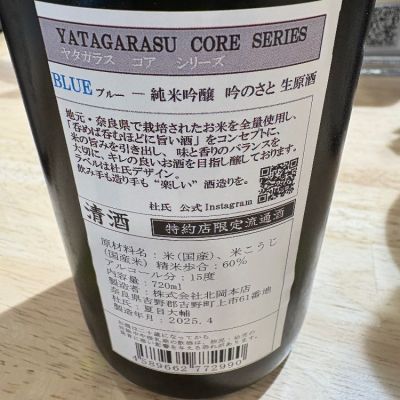 YATAGARASU CORE SERIES
ヤタガラス コア シリーズ
BLUE ブルー ー 純米吟醸 吟のさと 生原酒
地元・奈良県で栽培されたお米を全量使用し、
「呑めば呑むほどに旨い酒」をコンセプトに、
米の旨みを引き出し、味と香りのバランスを
大切に、キレの良いお酒を目指し醸しております。
ラベルは杜氏デザイン。
飲み手も造り手も“楽しい”酒造りを。
杜氏 公式Instagram
清酒
特約店限定流通酒
原材料名：米(国産)、米こうじ
(国産米) 精米歩合：60%
アルコール分：15度
内容量：720ml
製造者：株式会社北岡本店
奈良県吉野郡吉野町上市61番地
杜氏：夏目大輔
製造年月：2025.4
4589662772990